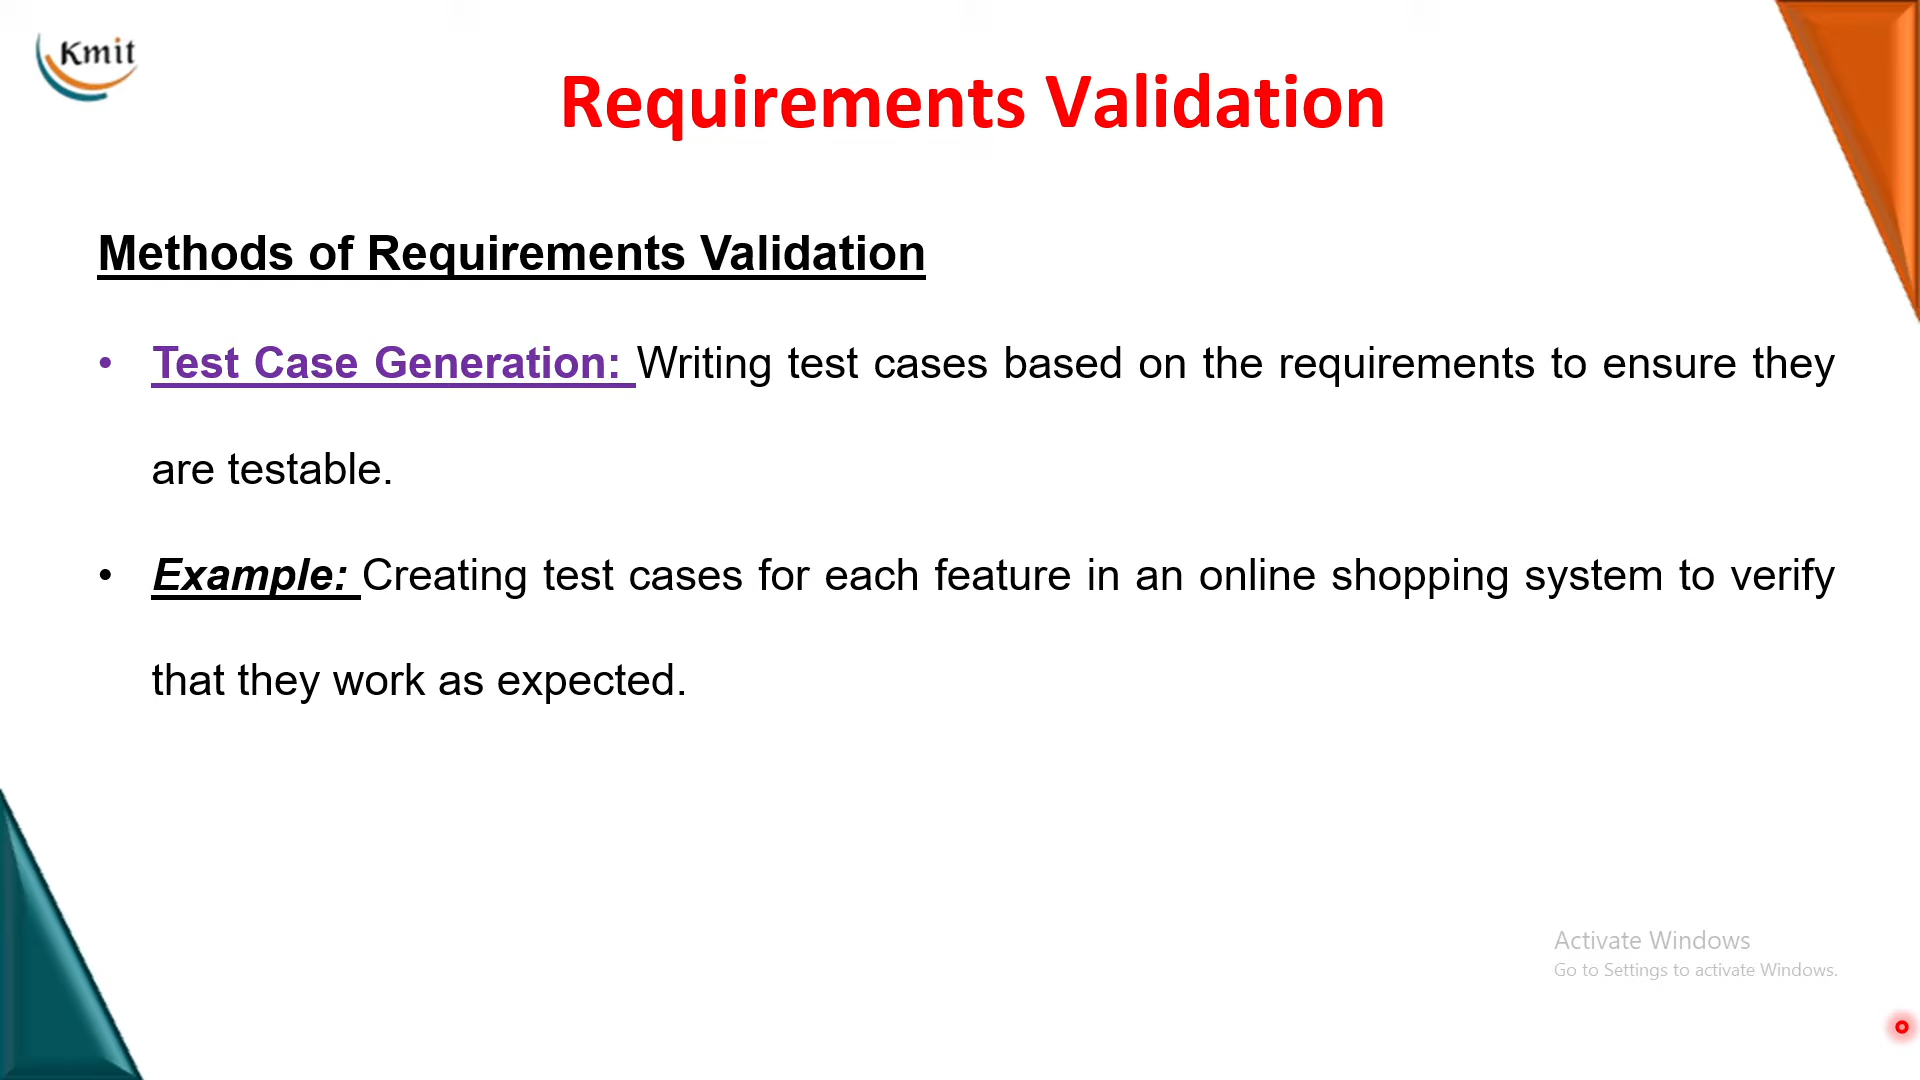 Kmit
Requirements Validation
Methods of Requirements Validation
• Test Case Generation: Writing test cases based on the requirements to ensure they
are testable.
• Example: Creating test cases for each feature in an online shopping system to verify
that they work as expected.
Activate Windows
Go to Settings to activate Windows.